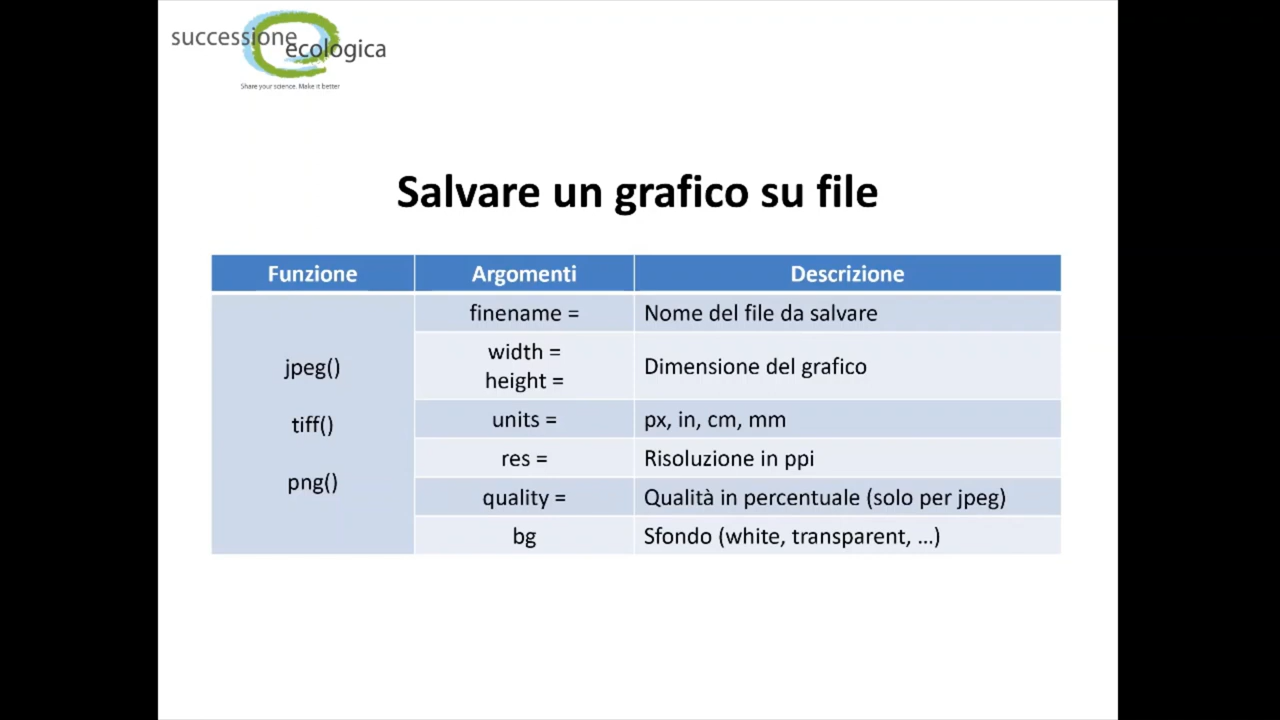 successione
ecologica
Share your science. Make it better
Salvare un grafico su file
Funzione
Argomenti
Descrizione
jpeg()
tiff()
png()
finename =
Nome del file da salvare
width =
height =
Dimensione del grafico
units =
px, in, cm, mm
res =
Risoluzione in ppi
quality =
Qualità in percentuale (solo per jpeg)
bg
Sfondo (white, transparent, ...)